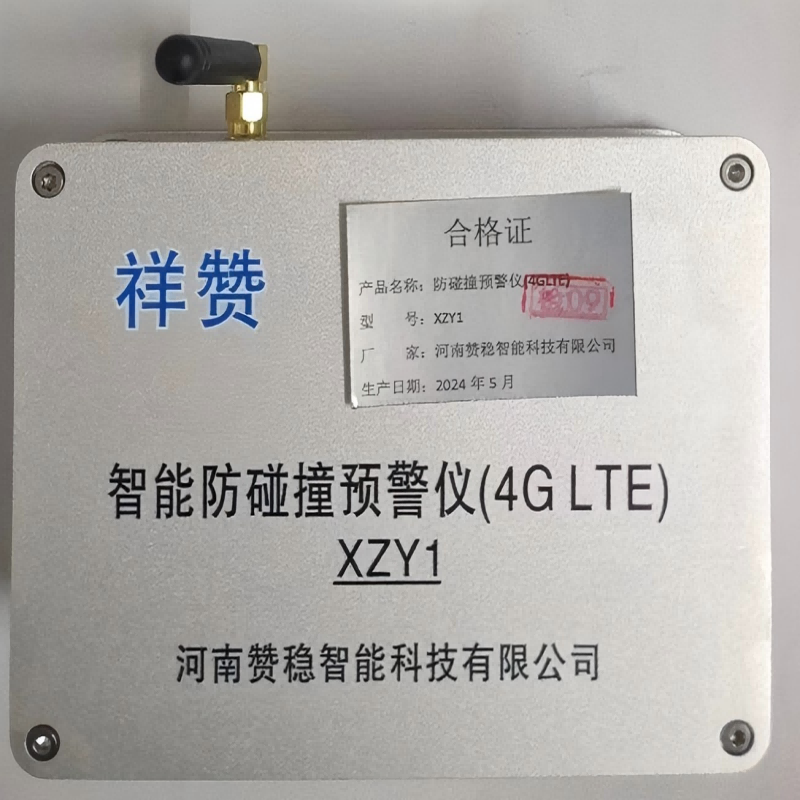 祥赞
合格证
产品名称：防碰撞预警仪(4GLTE)
型 号：XZY1
厂 家：河南赞稳智能科技有限公司
生产日期：2024 年 5 月
智能防碰撞预警仪(4G LTE)
XZY1
河南赞稳智能科技有限公司